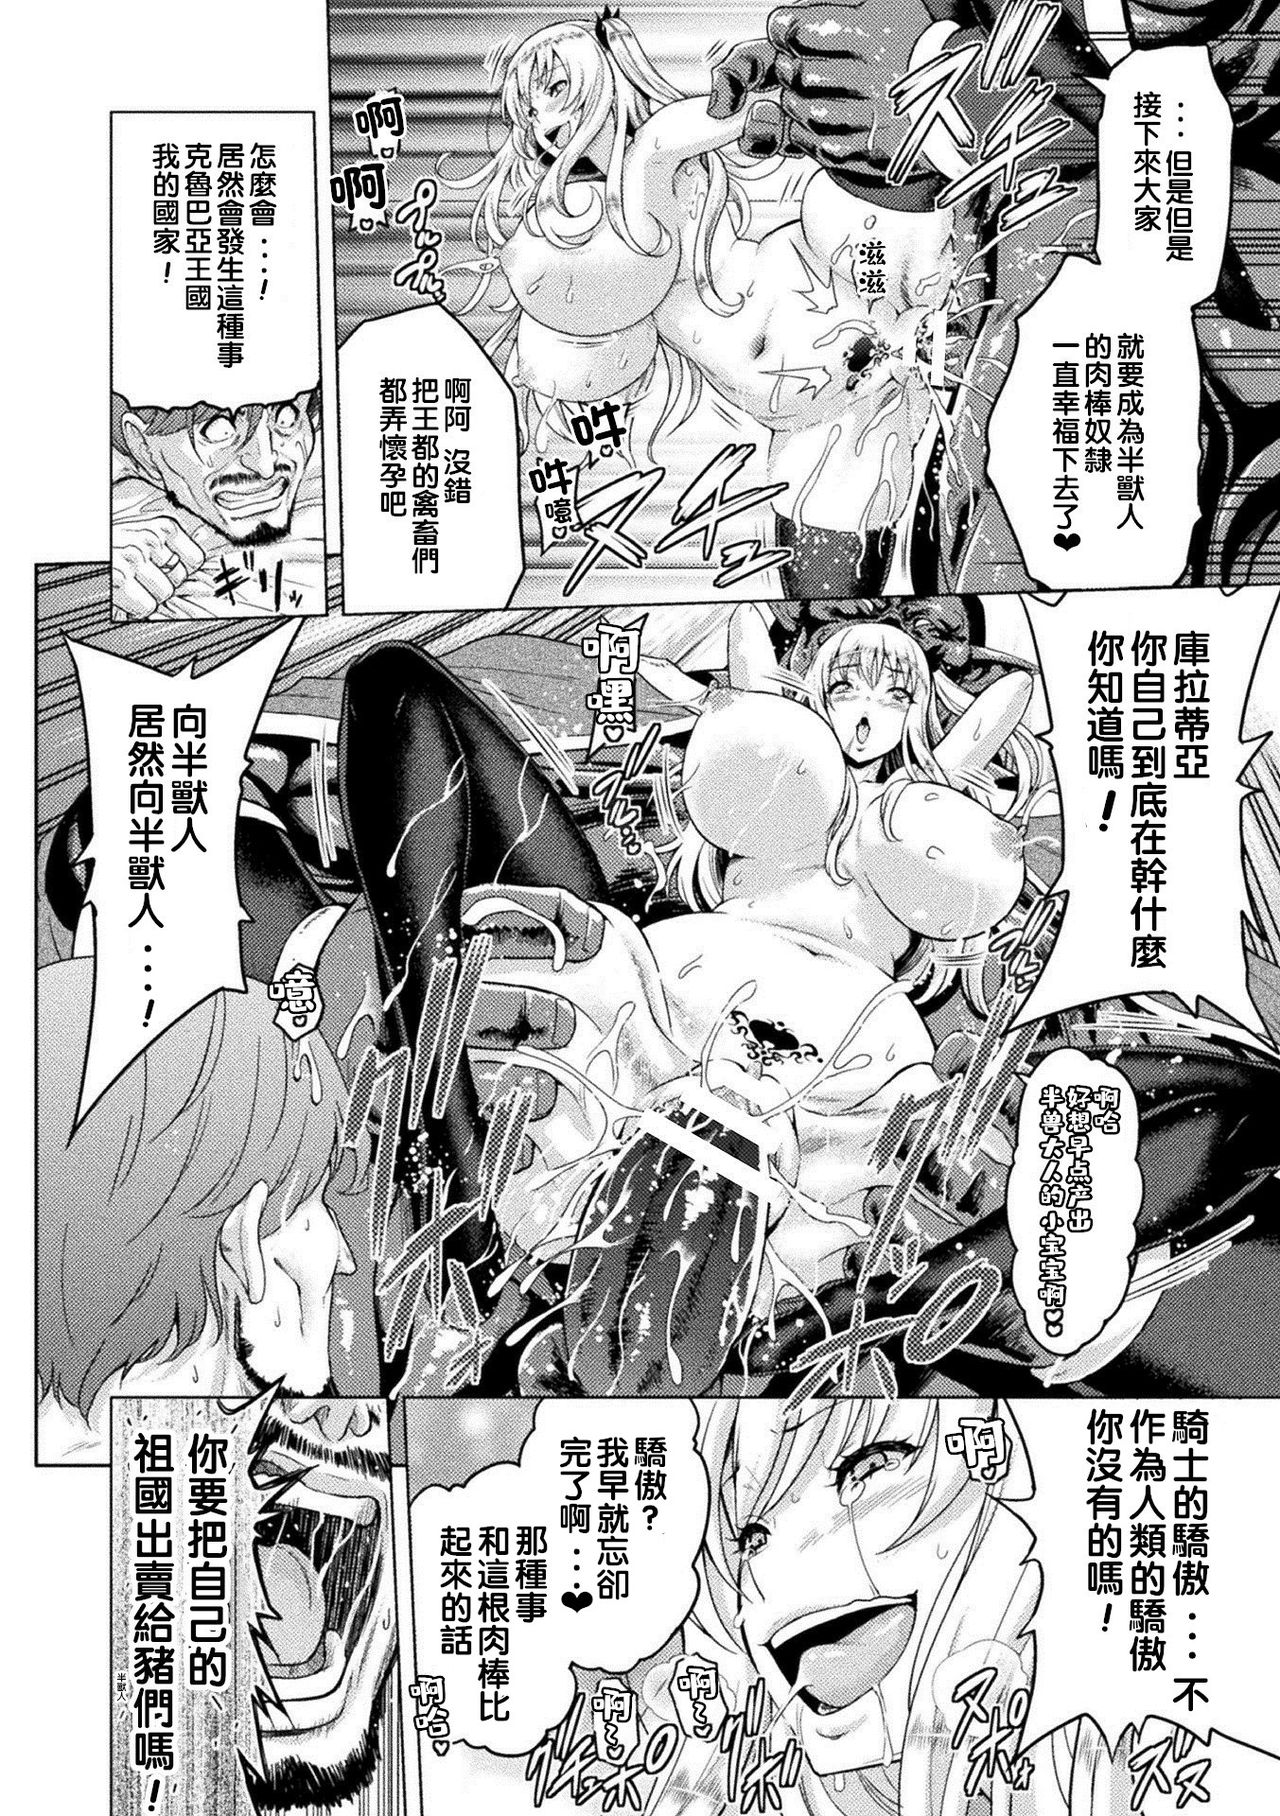 ...但是但是
接下來大家
就要成為半獸人
的肉棒奴隸
一直幸福下去了♥
滋滋
啊
啊
吽
吽噫
啊阿 沒錯
把王都的禽畜們
都弄懷孕吧
怎麼會...!
居然會發生這種事
克魯巴亞王國
我的國家!
庫拉蒂亞
你自己到底在幹什麼
你知道嗎!
啊嘿
向半獸人
居然向半獸人...!
噫
啊哈
好想早点产出
半兽大人的小宝宝啊♥
騎士的驕傲...不
作為人類的驕傲
你沒有的嗎!
啊
驕傲?
我早就忘卻
完了啊...♥
那種事
和這根肉棒比
起來的話
啊~
啊~
啊哈
你要把自己的
祖國出賣給豬們嗎!
半獸人